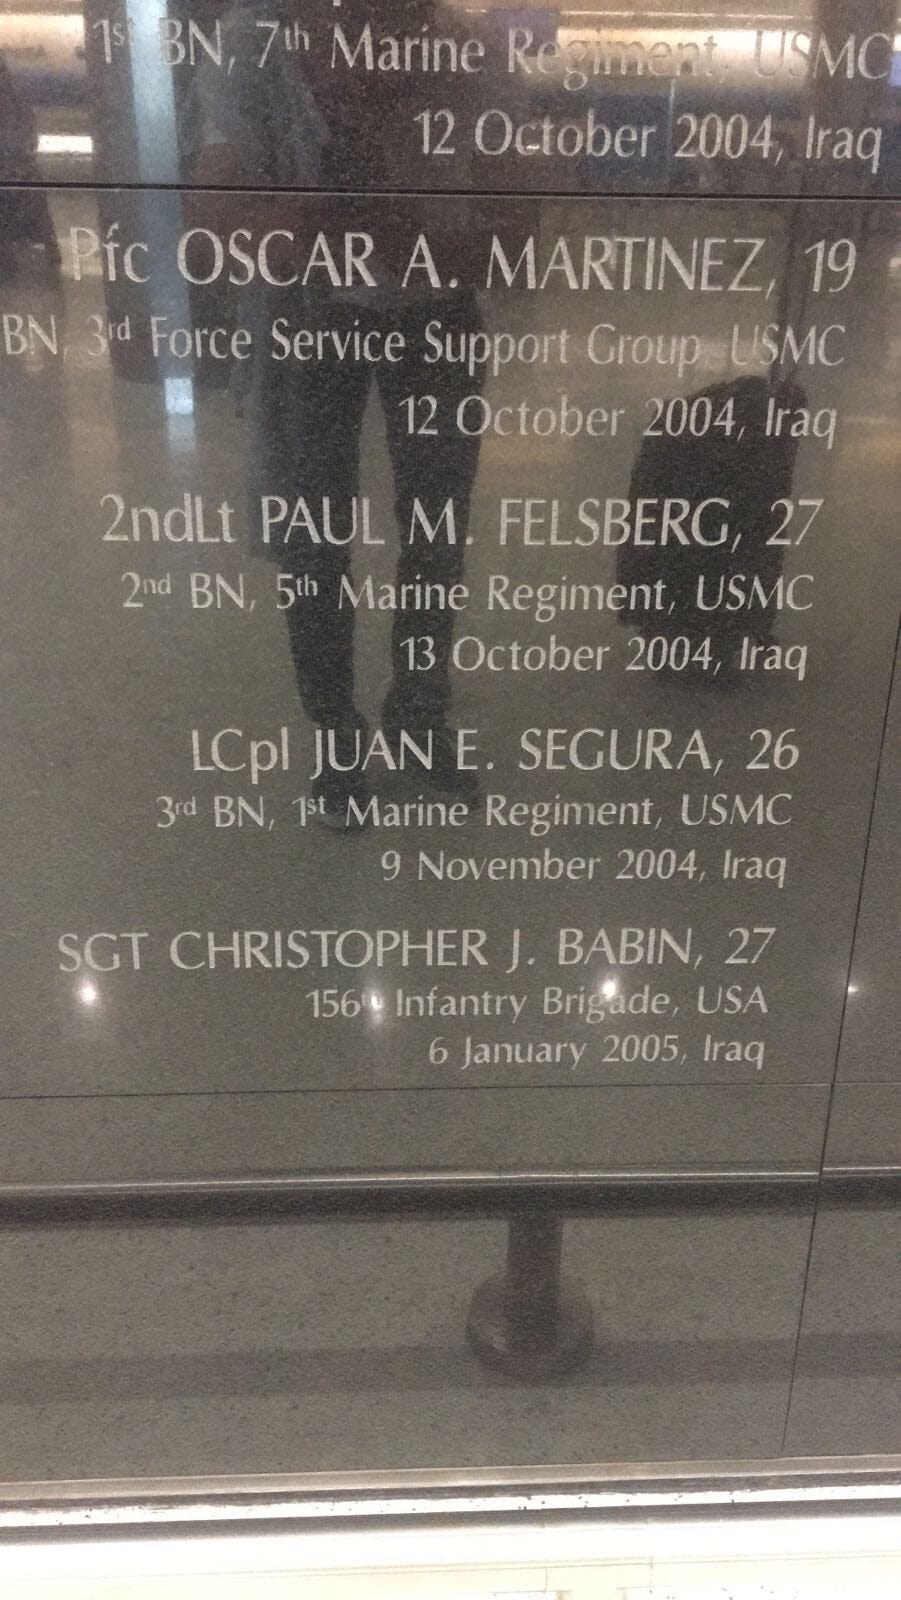 1st BN, 7th Marine Regiment, USMC
12 October 2004, Iraq
Pfc OSCAR A. MARTINEZ, 19
BN, 3rd Force Service Support Group, USMC
12 October 2004, Iraq
2ndLt PAUL M. FELSBERG, 27
2nd BN, 5th Marine Regiment, USMC
13 October 2004, Iraq
LCpl JUAN E. SEGURA, 26
3rd BN, 1st Marine Regiment, USMC
9 November 2004, Iraq
SGT CHRISTOPHER J. BABIN, 27
156th Infantry Brigade, USA
6 January 2005, Iraq